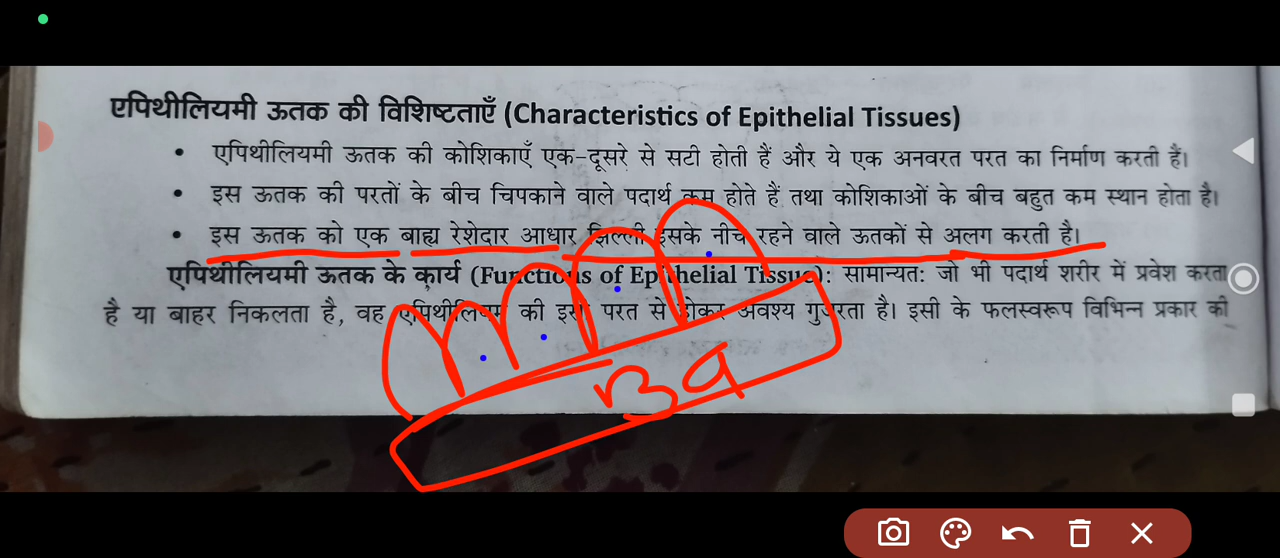 एपिथीलियमी ऊतक की विशिष्टताएँ (Characteristics of Epithelial Tissues)
• एपिथीलियमी ऊतक की कोशिकाएँ एक-दूसरे से सटी होती हैं और ये एक अनवरत परत का निर्माण करती हैं।
• इस ऊतक की परतों के बीच चिपकाने वाले पदार्थ कम होते हैं तथा कोशिकाओं के बीच बहुत कम स्थान होता है।
• इस ऊतक को एक बाह्य रेशेदार आधार झिल्ली इसके नीचे रहने वाले ऊतकों से अलग करती है।
एपिथीलियमी ऊतक के कार्य (Functions of Epithelial Tissue): सामान्यत: जो भी पदार्थ शरीर में प्रवेश करता
है या बाहर निकलता है, वह एपिथीलियम की इसी परत से होकर अवश्य गुजरता है। इसी के फलस्वरूप विभिन्न प्रकार की